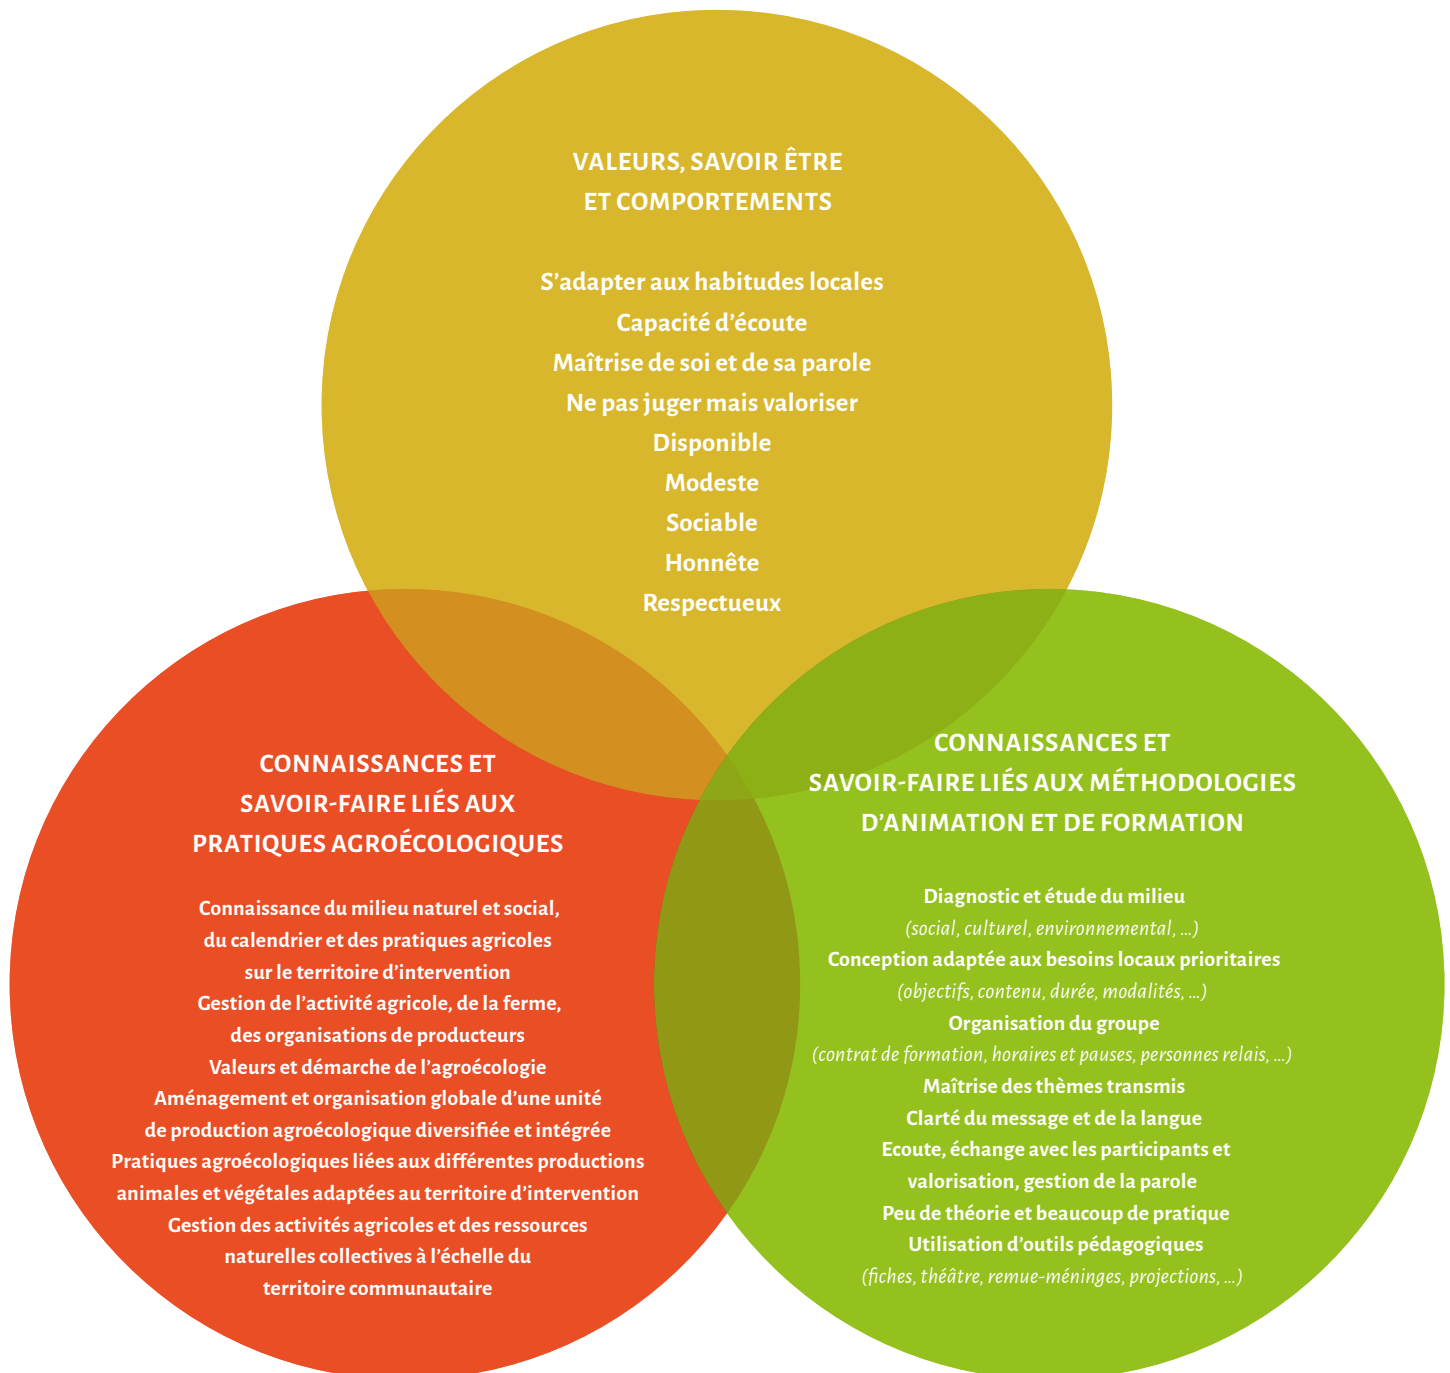 VALEURS, SAVOIR ÊTRE
ET COMPORTEMENTS
S’adapter aux habitudes locales
Capacité d’écoute
Maîtrise de soi et de sa parole
Ne pas juger mais valoriser
Disponible
Modeste
Sociable
Honnête
Respectueux
CONNAISSANCES ET
SAVOIR-FAIRE LIÉS AUX
PRATIQUES AGROÉCOLOGIQUES
Connaissance du milieu naturel et social,
du calendrier et des pratiques agricoles
sur le territoire d’intervention
Gestion de l’activité agricole, de la ferme,
des organisations de producteurs
Valeurs et démarche de l’agroécologie
Aménagement et organisation globale d’une unité
de production agroécologique diversifiée et intégrée
Pratiques agroécologiques liées aux différentes productions
animales et végétales adaptées au territoire d’intervention
Gestion des activités agricoles et des ressources
naturelles collectives à l’échelle du
territoire communautaire
CONNAISSANCES ET
SAVOIR-FAIRE LIÉS AUX MÉTHODOLOGIES
D’ANIMATION ET DE FORMATION
Diagnostic et étude du milieu
(social, culturel, environnemental, ...)
Conception adaptée aux besoins locaux prioritaires
(objectifs, contenu, durée, modalités, ...)
Organisation du groupe
(contrat de formation, horaires et pauses, personnes relais, ...)
Maîtrise des thèmes transmis
Clarté du message et de la langue
Ecoute, échange avec les participants et
valorisation, gestion de la parole
Peu de théorie et beaucoup de pratique
Utilisation d’outils pédagogiques
(fiches, théâtre, remue-méninges, projections, ...)